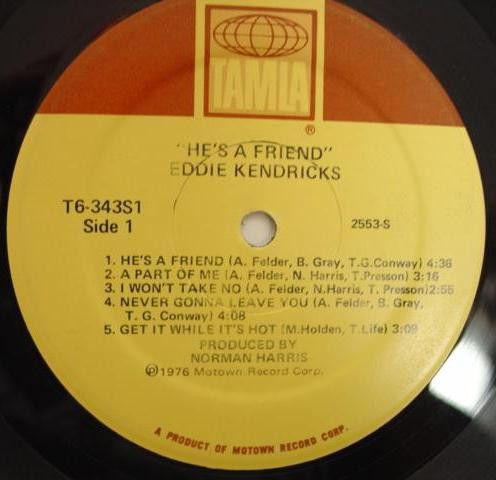 TAMLA
®
"HE'S A FRIEND"
EDDIE KENDRICKS
T6-343S1
Side 1
2553-S
1. HE'S A FRIEND (A. Felder, B. Gray, T.G.Conway) 4:36
2. A PART OF ME (A. Felder, N. Harris, T.Presson) 3:16
3. I WON'T TAKE NO (A. Felder, N.Harris, T. Presson)2:55
4. NEVER GONNA LEAVE YOU (A. Felder, B. Gray,
T. G. Conway) 4:08
5. GET IT WHILE IT'S HOT (M.Holden, T.Life) 3:09
PRODUCED BY
NORMAN HARRIS
℗1976 Motown Record Corp.
A PRODUCT OF MOTOWN RECORD CORP.